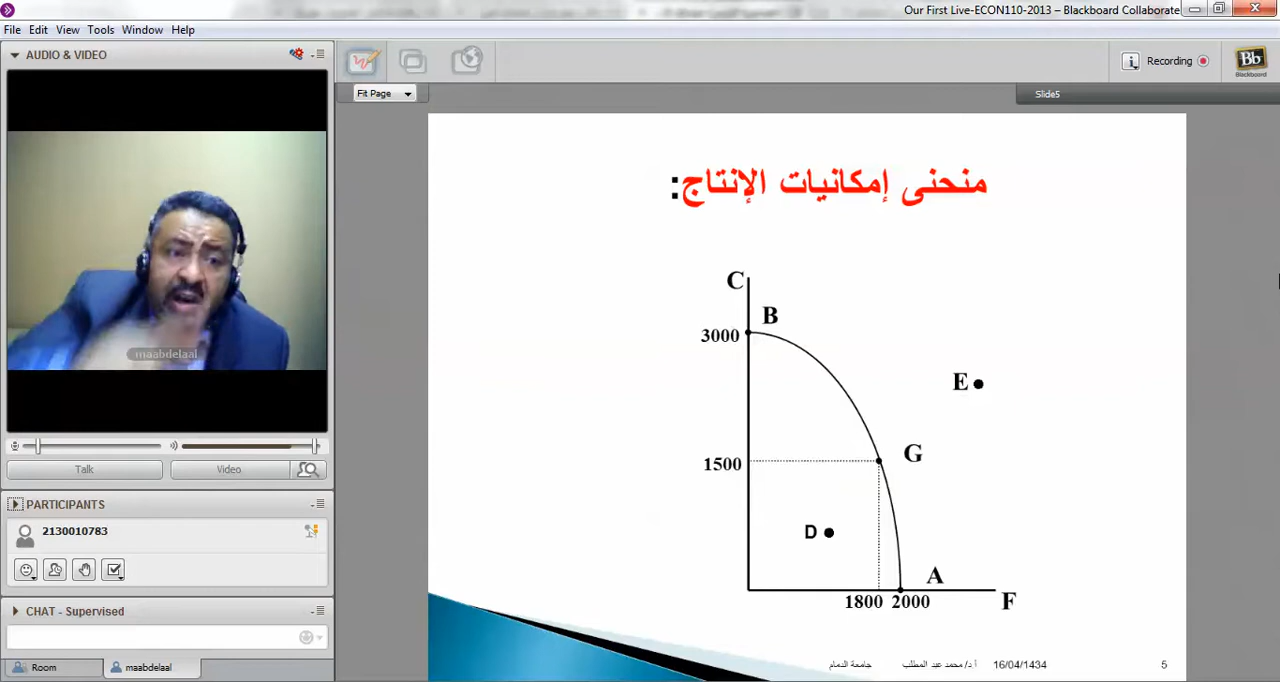 Our First Live-ECON110-2013 – Blackboard Collaborate
File Edit View Tools Window Help
AUDIO & VIDEO
Recording
Bb
Blackboard
Fit Page
Slide5
maabdelaal
Talk
Video
PARTICIPANTS
2130010783
CHAT - Supervised
Room
maabdelaal
منحنى إمكانيات الإنتاج:
C
B
3000
E
G
1500
D
A
1800 2000
F
جامعة الدمام
أ.د/ محمد عبد المطلب
16/04/1434
5